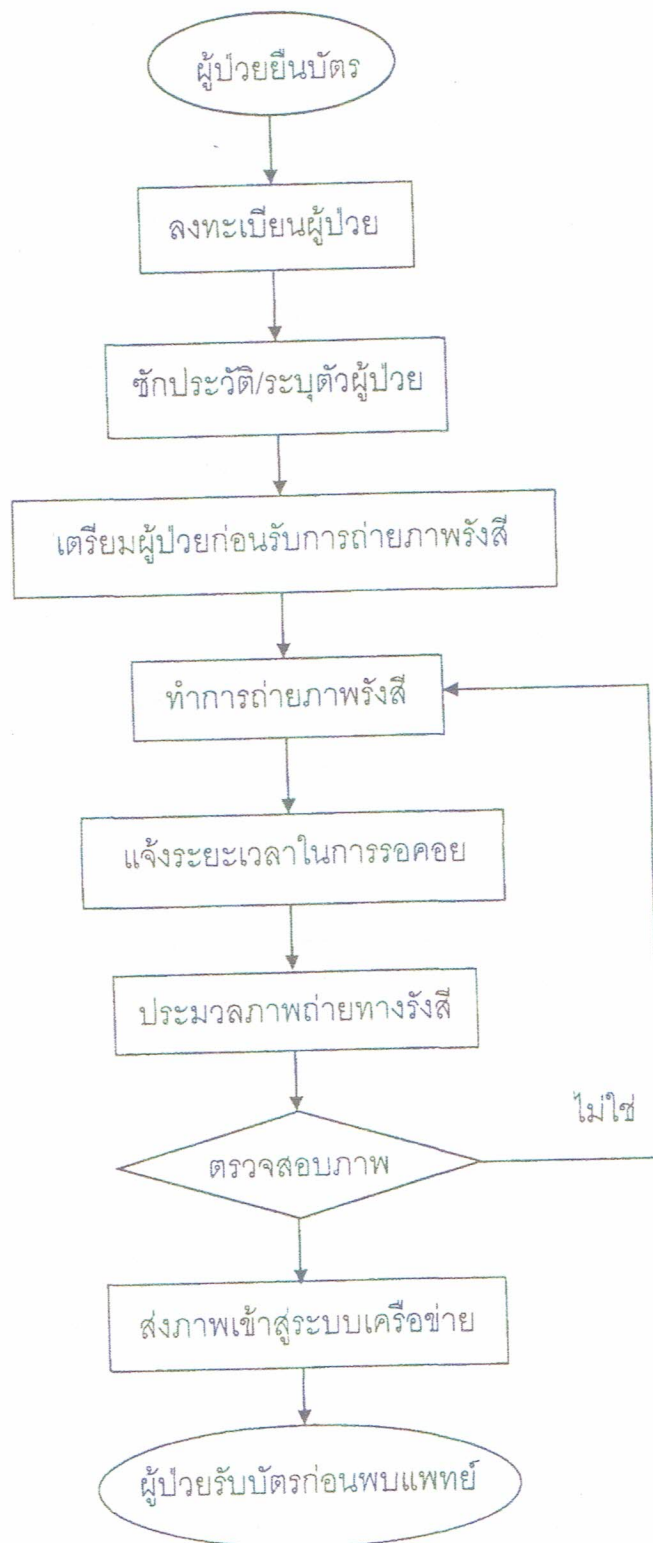 ผู้ป่วยยื่นบัตร
ลงทะเบียนผู้ป่วย
ซักประวัติ/ระบุตัวผู้ป่วย
เตรียมผู้ป่วยก่อนรับการถ่ายภาพรังสี
ทำการถ่ายภาพรังสี
แจ้งระยะเวลาในการรอคอย
ประมวลภาพถ่ายทางรังสี
ไม่ใช่
ตรวจสอบภาพ
ส่งภาพเข้าสู่ระบบเครือข่าย
ผู้ป่วยรับบัตรก่อนพบแพทย์